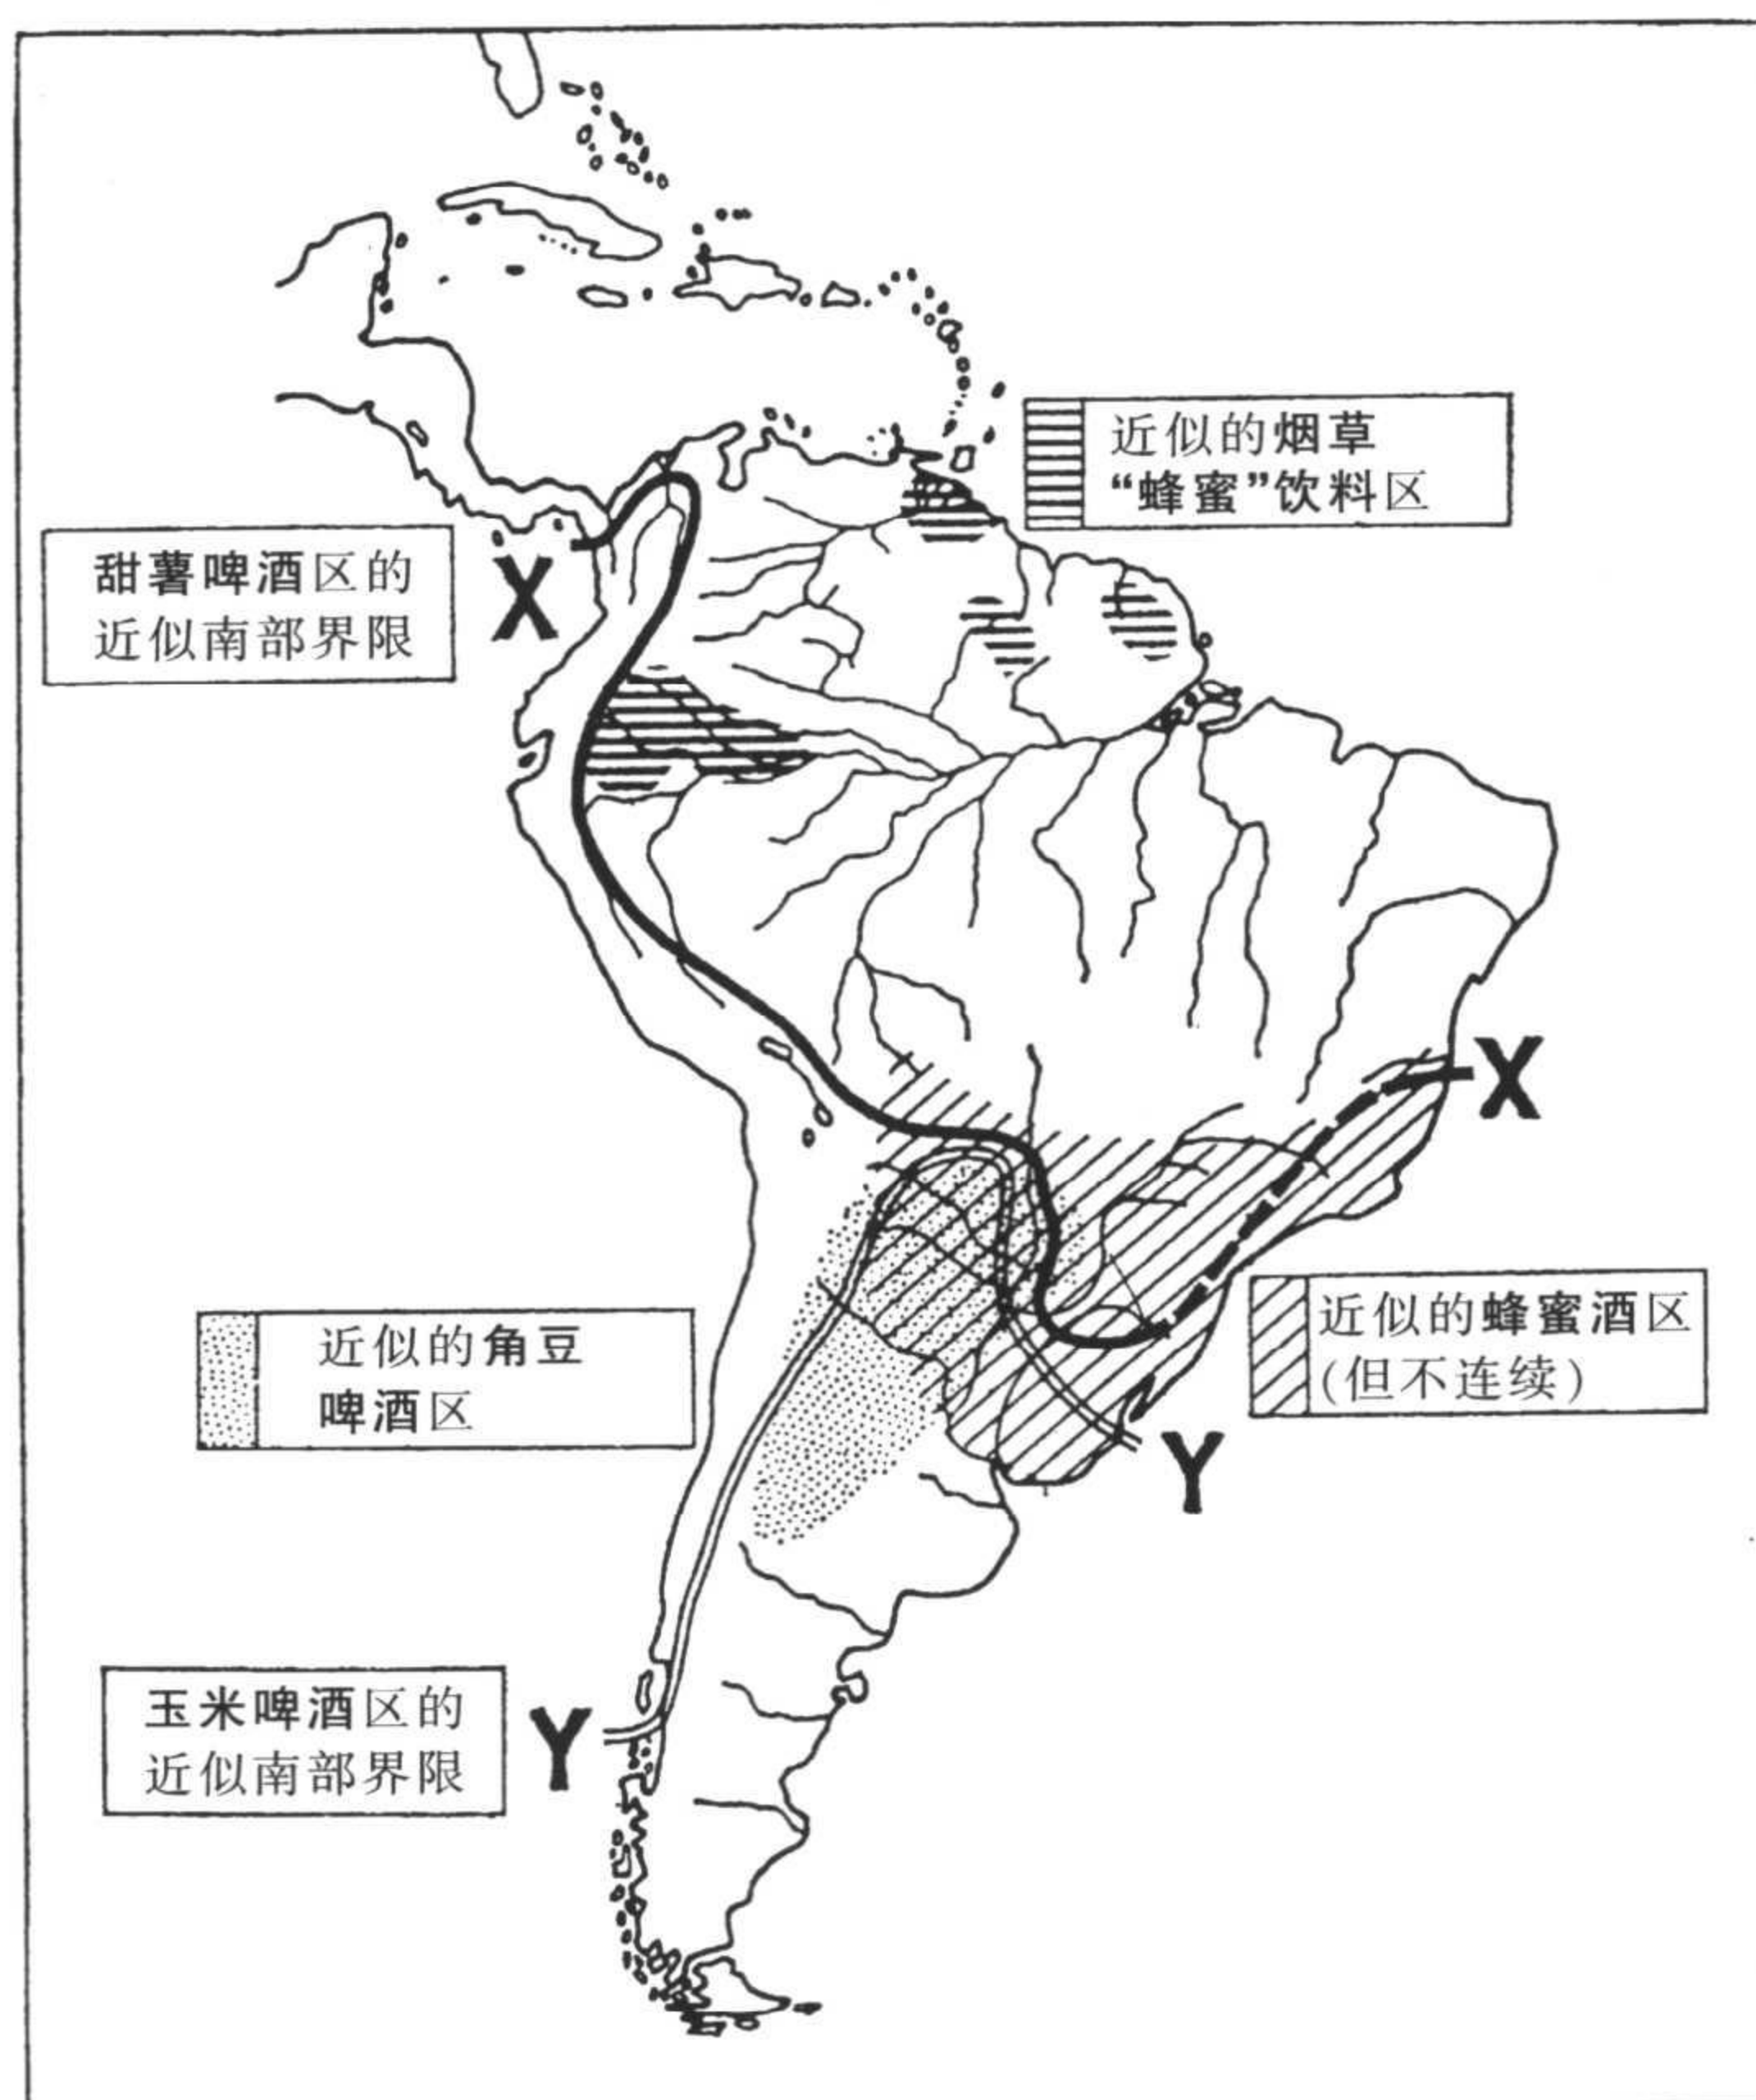 近似的烟草
“蜂蜜”饮料区
甜薯啤酒区的
近似南部界限
X
X
近似的角豆
啤酒区
近似的蜂蜜酒区
(但不连续)
Y
玉米啤酒区的
近似南部界限
Y